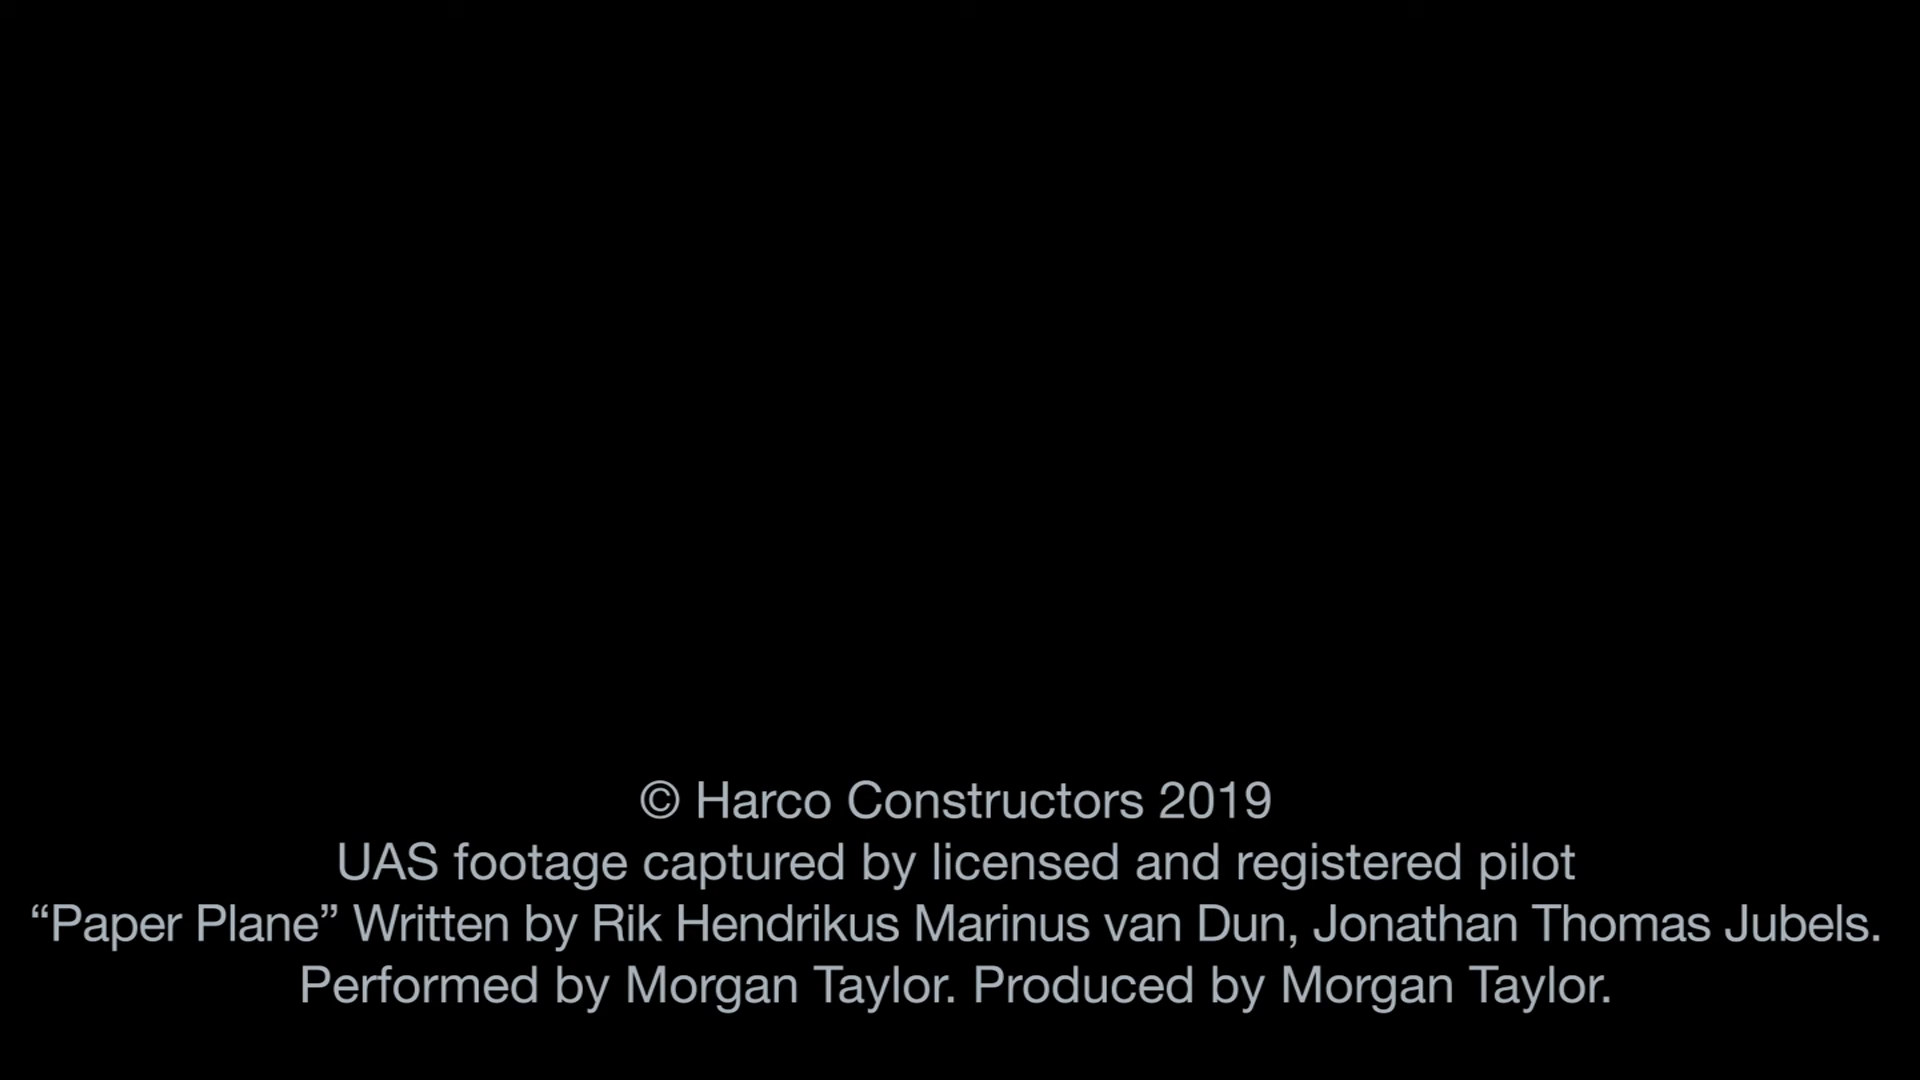 © Harco Constructors 2019
UAS footage captured by licensed and registered pilot
“Paper Plane” Written by Rik Hendrikus Marinus van Dun, Jonathan Thomas Jubels.
Performed by Morgan Taylor. Produced by Morgan Taylor.